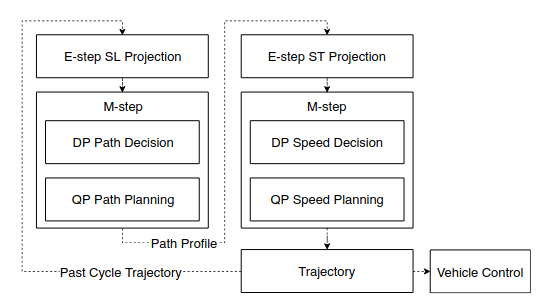 E-step SL Projection
M-step
DP Path Decision
QP Path Planning
Path Profile
E-step ST Projection
M-step
DP Speed Decision
QP Speed Planning
Past Cycle Trajectory
Trajectory
Vehicle Control